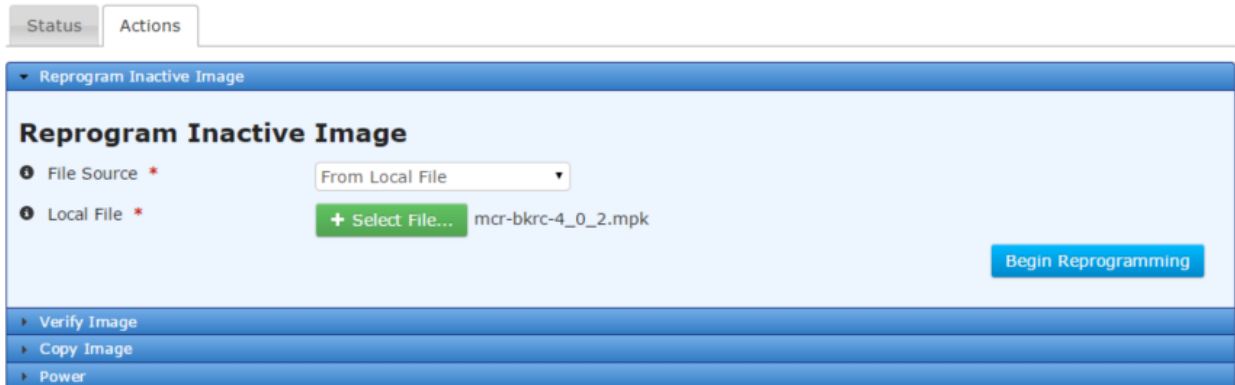 Status Actions
Reprogram Inactive Image
Reprogram Inactive Image
File Source * From Local File
Local File * + Select File... mcr-bkrc-4_0_2.mpk
Begin Reprogramming
Verify Image
Copy Image
Power